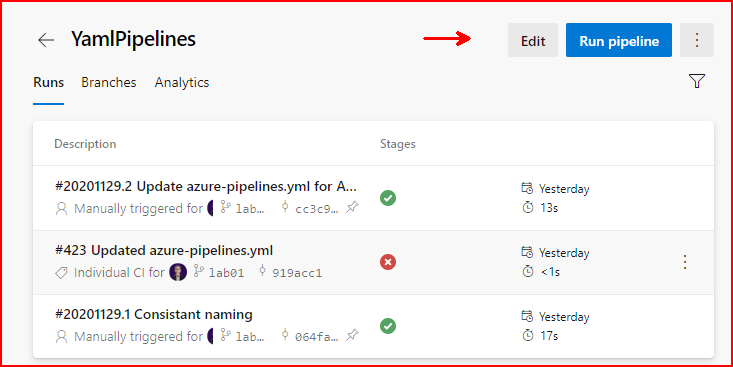 YamlPipelines
Edit
Run pipeline
Runs Branches Analytics
Description Stages
#20201129.2 Update azure-pipelines.yml for A...
Yesterday
Manually triggered for lab... cc3c9...
13s
#423 Updated azure-pipelines.yml
Yesterday
Individual CI for lab01 919acc1
<1s
#20201129.1 Consistant naming
Yesterday
Manually triggered for lab... 064fa...
17s